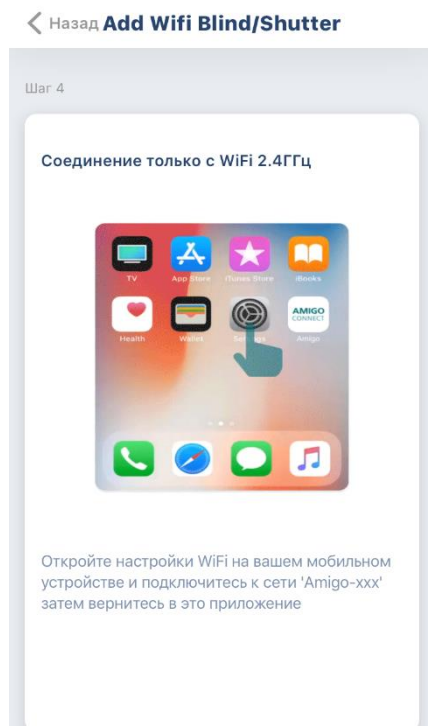 Назад Add Wifi Blind/Shutter
Шаг 4
Соединение только с WiFi 2.4ГГц
TV App Store iTunes Store iBooks
AMIGO
CONNECT
Health Wallet Amigo
Откройте настройки WiFi на вашем мобильном
устройстве и подключитесь к сети 'Amigo-xxx'
затем вернитесь в это приложение